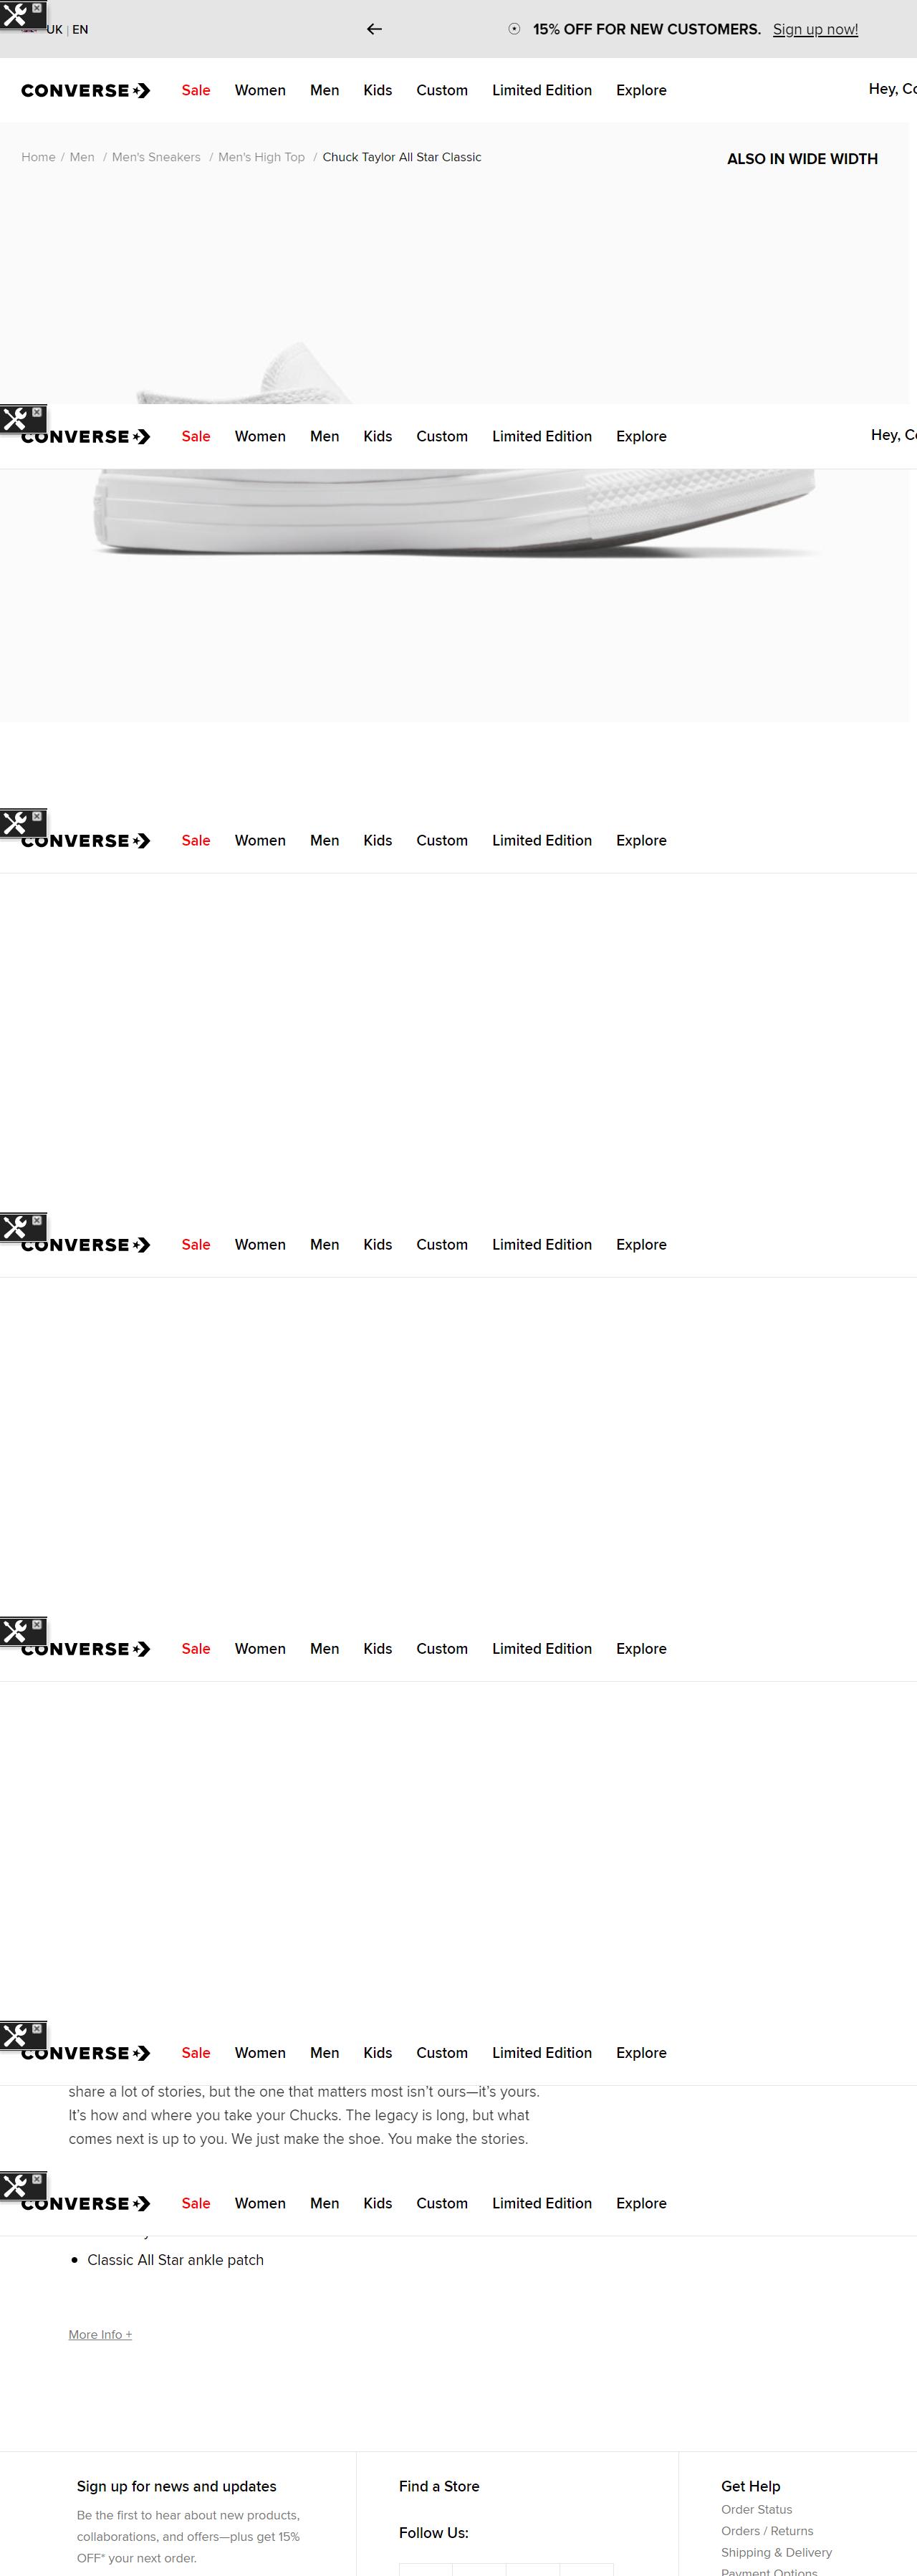 UK | EN
15% OFF FOR NEW CUSTOMERS. Sign up now!
CONVERSE Sale Women Men Kids Custom Limited Edition Explore Hey,
Home / Men / Men's Sneakers / Men's High Top / Chuck Taylor All Star Classic
ALSO IN WIDE WIDTH
CONVERSE Sale Women Men Kids Custom Limited Edition Explore Hey,
CONVERSE Sale Women Men Kids Custom Limited Edition Explore
CONVERSE Sale Women Men Kids Custom Limited Edition Explore
CONVERSE Sale Women Men Kids Custom Limited Edition Explore
CONVERSE Sale Women Men Kids Custom Limited Edition Explore
share a lot of stories, but the one that matters most isn’t ours—it’s yours.
It’s how and where you take your Chucks. The legacy is long, but what
comes next is up to you. We just make the shoe. You make the stories.
CONVERSE Sale Women Men Kids Custom Limited Edition Explore
• Classic All Star ankle patch
More Info +
Sign up for news and updates
Be the first to hear about new products,
collaborations, and offers—plus get 15%
OFF* your next order.
Find a Store
Follow Us:
Get Help
Order Status
Orders / Returns
Shipping & Delivery
Payment Options